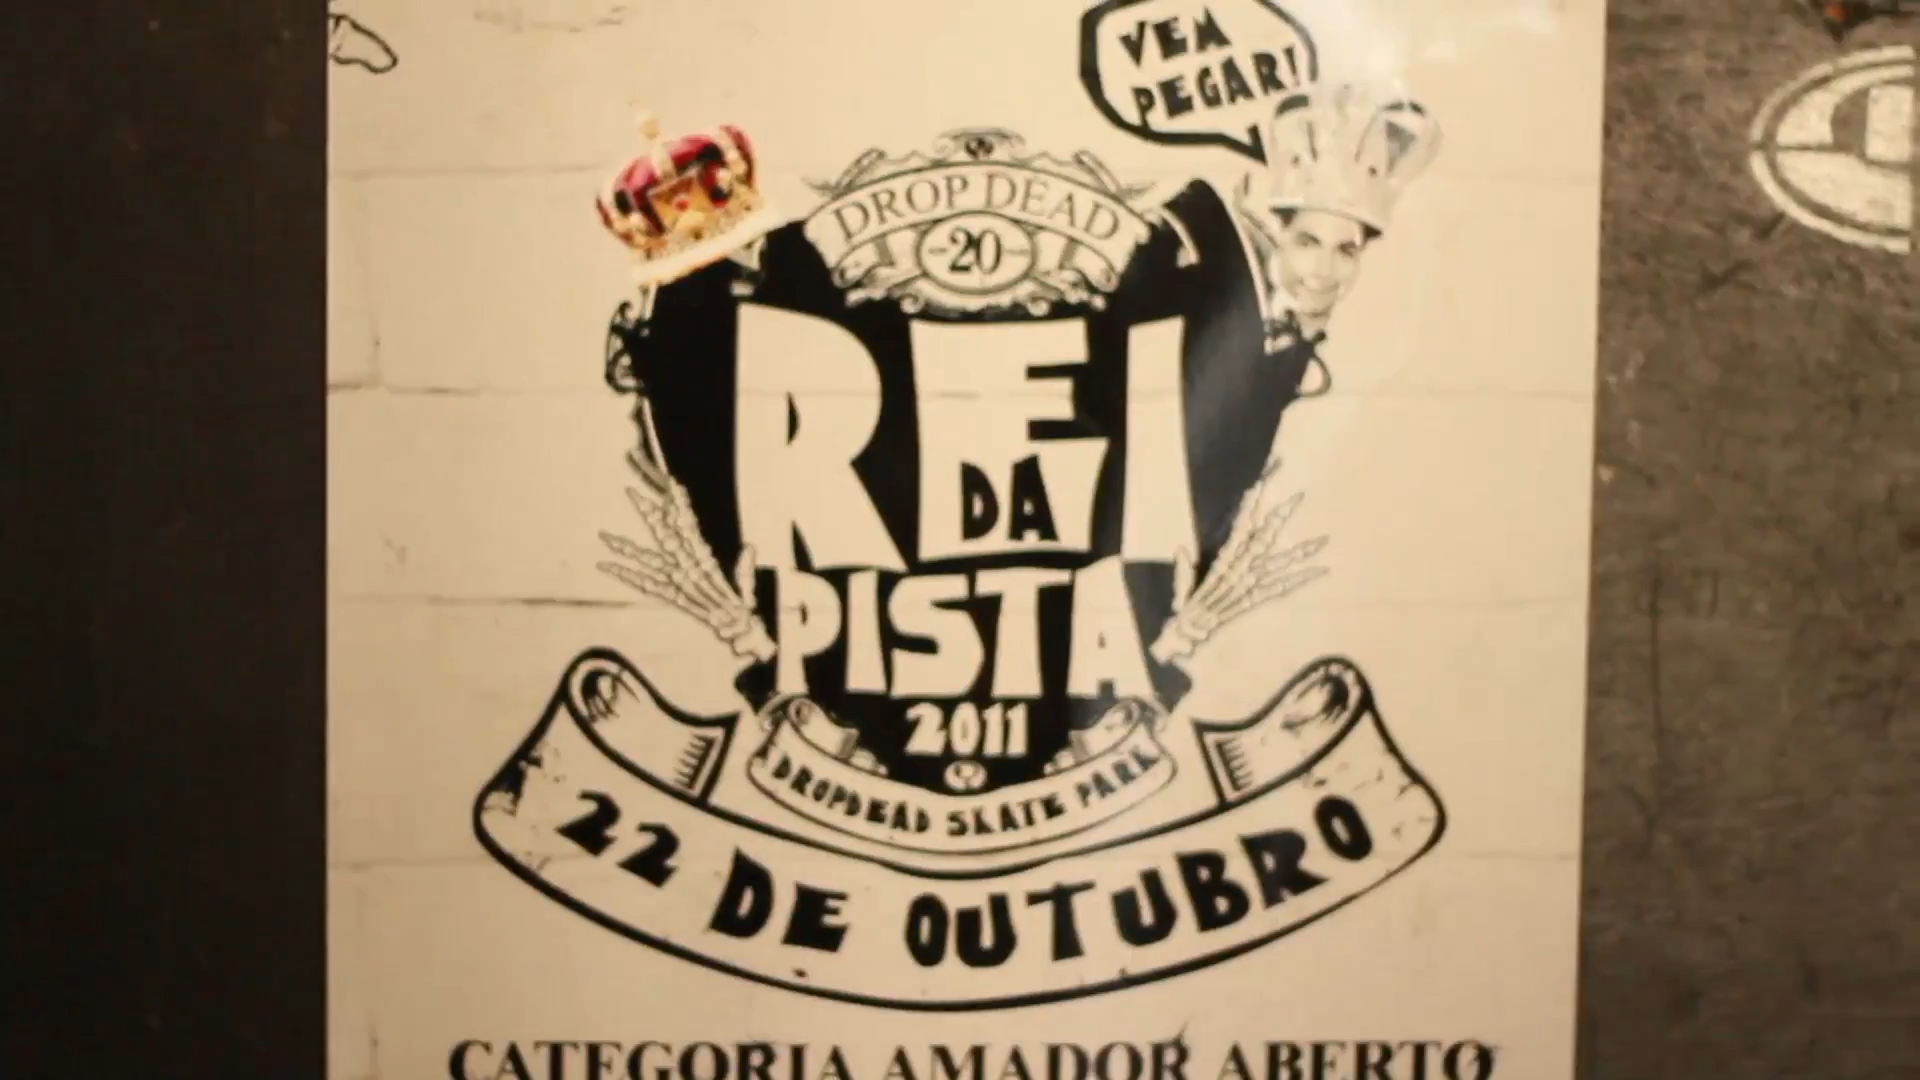 VEM
PEGAR!
DROP DEAD
-20-
REI
DA
PISTA
2011
DROPDEAD SKATE PARK
22 DE OUTUBRO
CATEGORIA AMADOR ABERTO